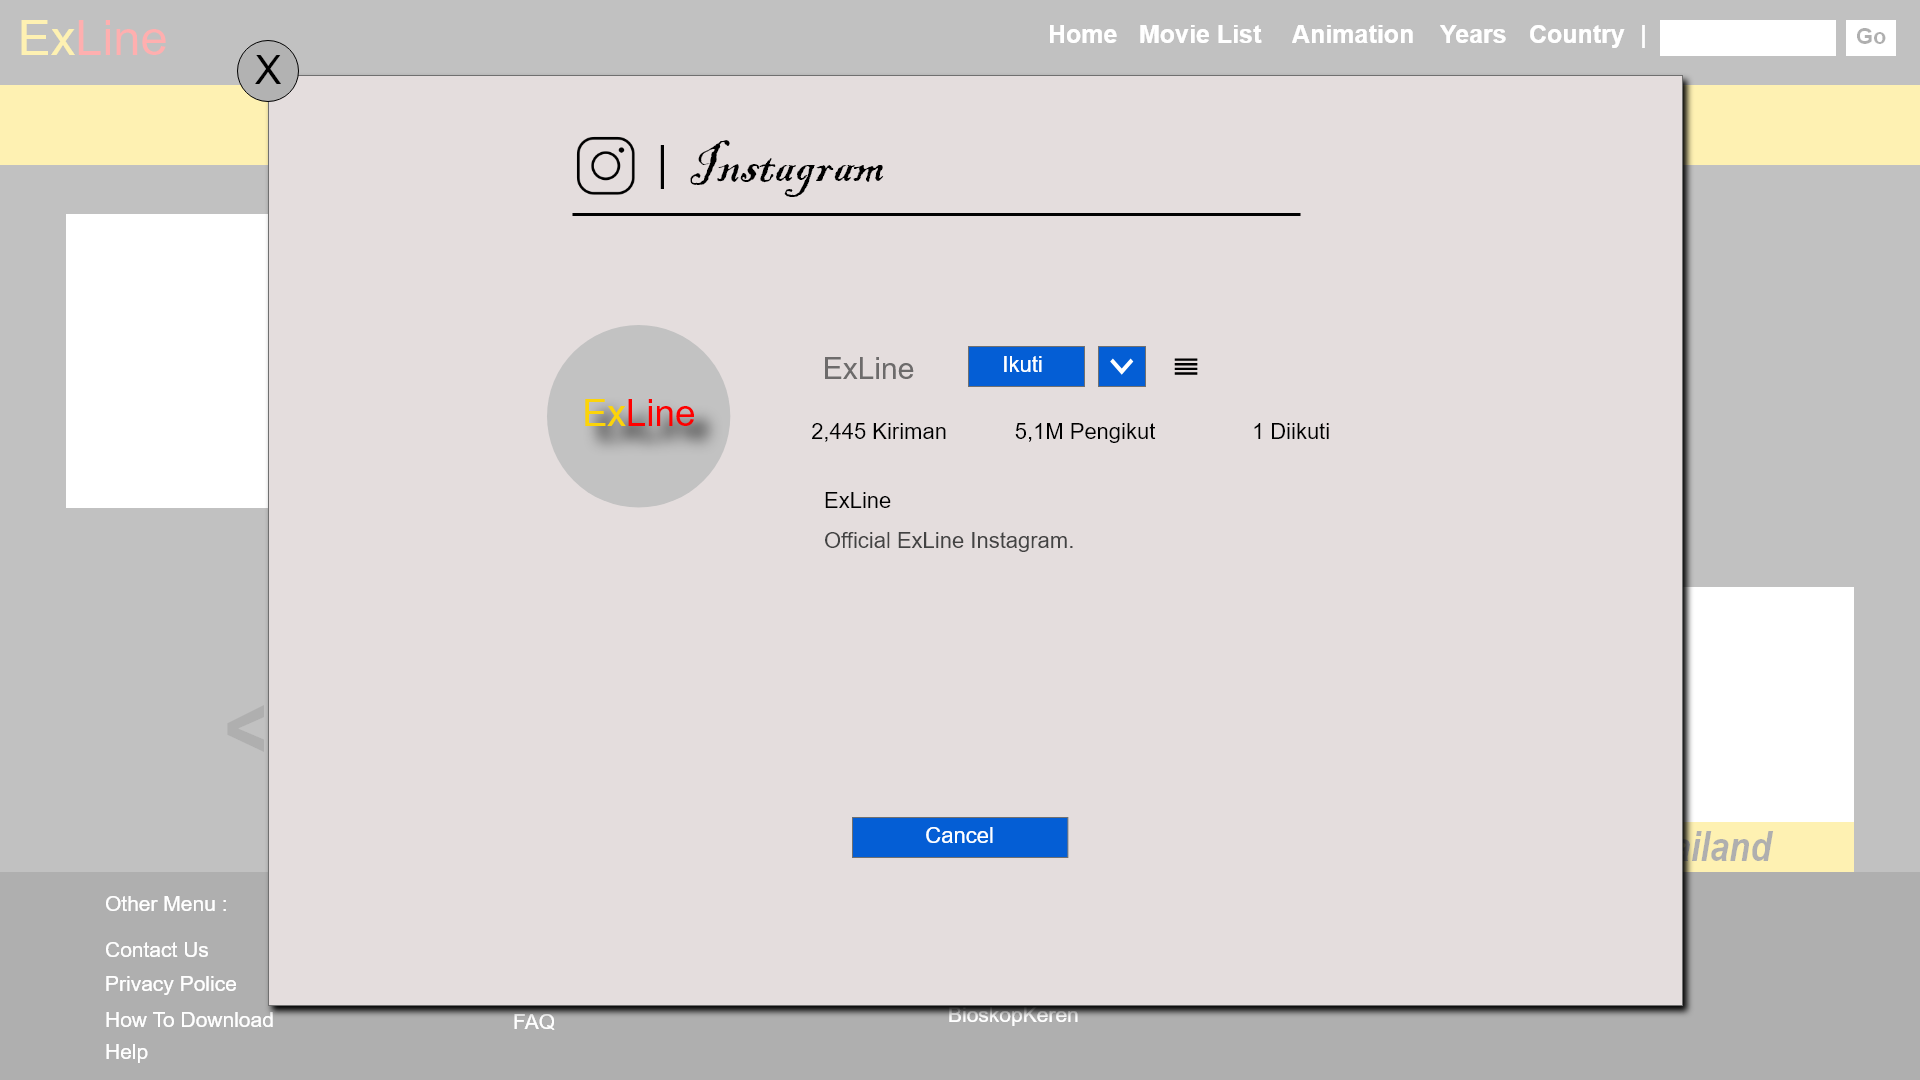 ExLine
Home Movie List Animation Years Country | Go
X
| Instagram
ExLine
ExLine Ikuti
2,445 Kiriman 5,1M Pengikut 1 Diikuti
ExLine
Official ExLine Instagram.
<
Cancel
ailand
Other Menu :
Contact Us
Privacy Police
How To Download
Help
FAQ
BioskopKeren